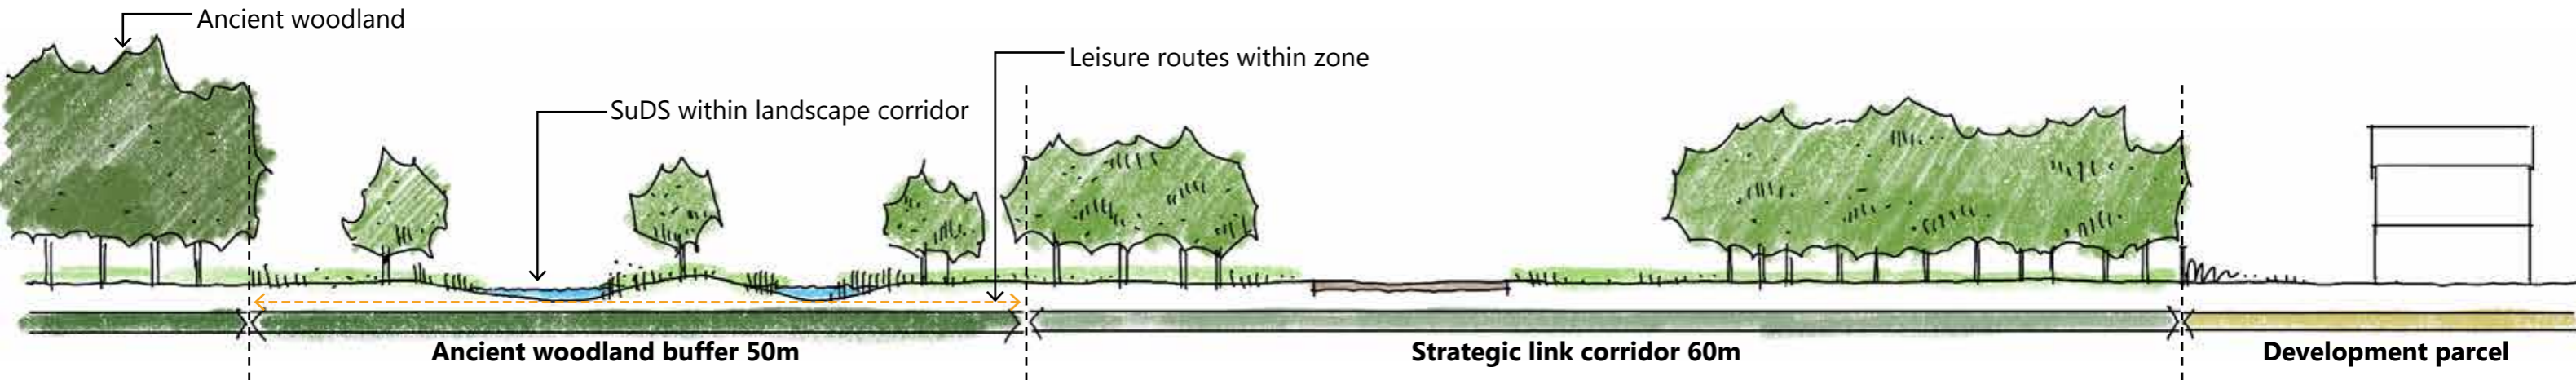 Ancient woodland
Leisure routes within zone
SuDS within landscape corridor
Ancient woodland buffer 50m
Strategic link corridor 60m
Development parcel